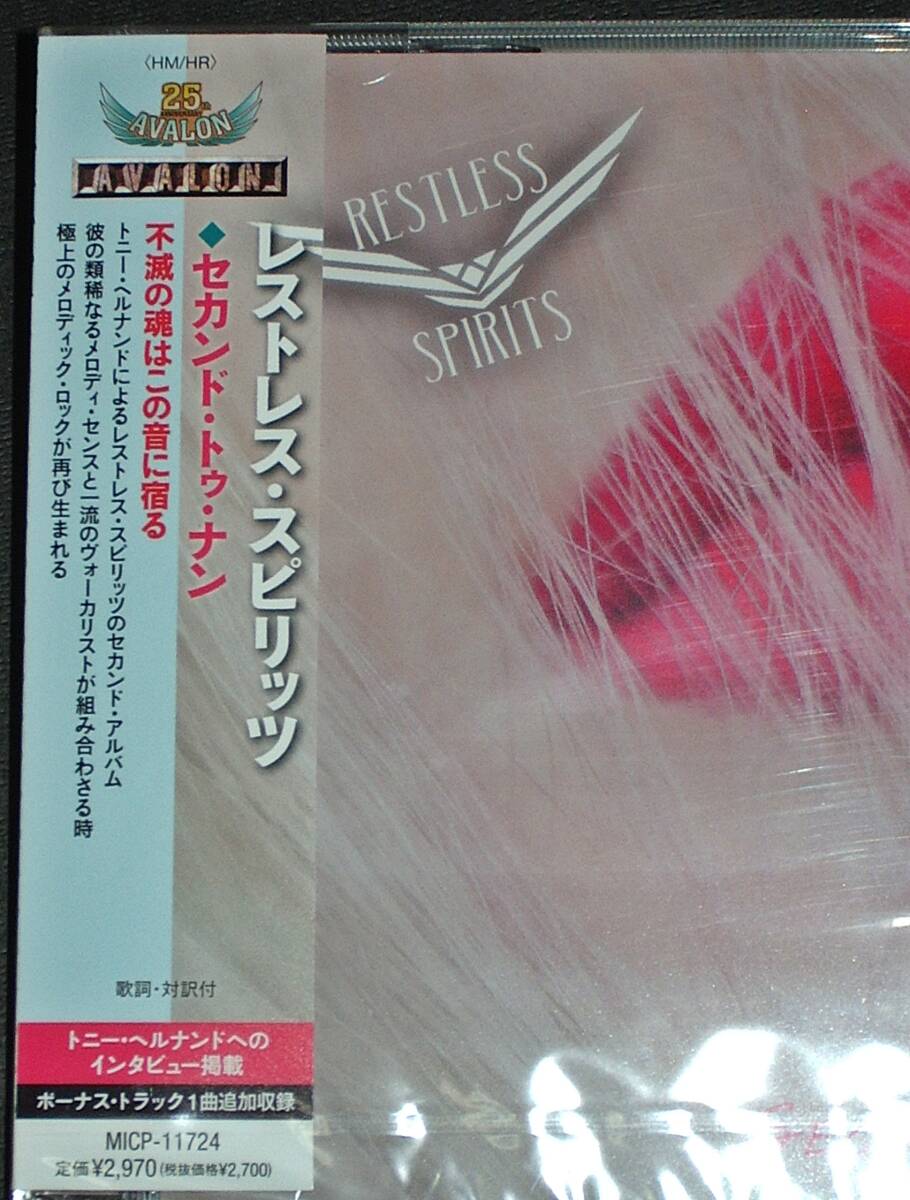 〈HM/HR〉
25th
ANNIVERSARY
AVALON
AVALON
レストレス・スピリッツ
◆セカンド・トゥ・ナン
不滅の魂はこの音に宿る
トニー・ヘルナンドによるレストレス・スピリッツのセカンド・アルバム
彼の類稀なるメロディ・センスと一流のヴォーカリストが組み合わさる時
極上のメロディック・ロックが再び生まれる
歌詞・対訳付
トニー・ヘルナンドへの
インタビュー掲載
ボーナス・トラック1曲追加収録
MICP-11724
定価¥2,970(税抜価格¥2,700)
RESTLESS
SPIRITS